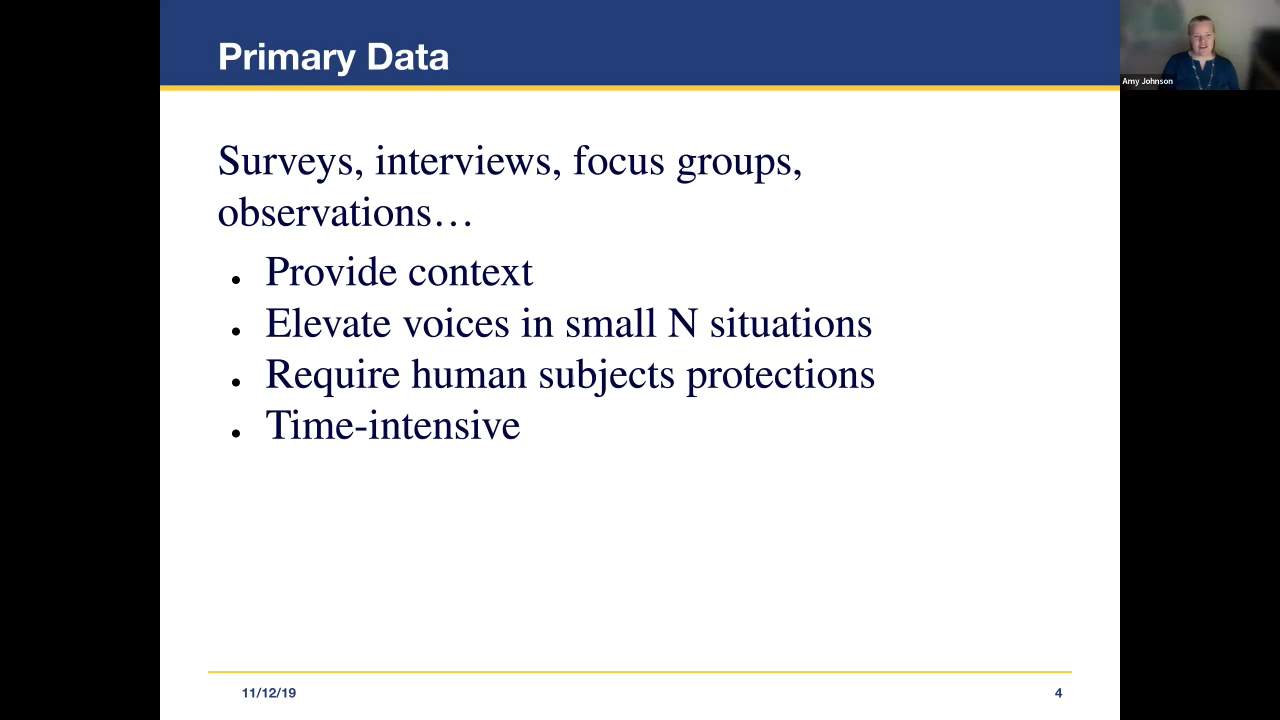 Primary Data
Amy Johnson
Surveys, interviews, focus groups,
observations…
• Provide context
• Elevate voices in small N situations
• Require human subjects protections
• Time-intensive
11/12/19
4